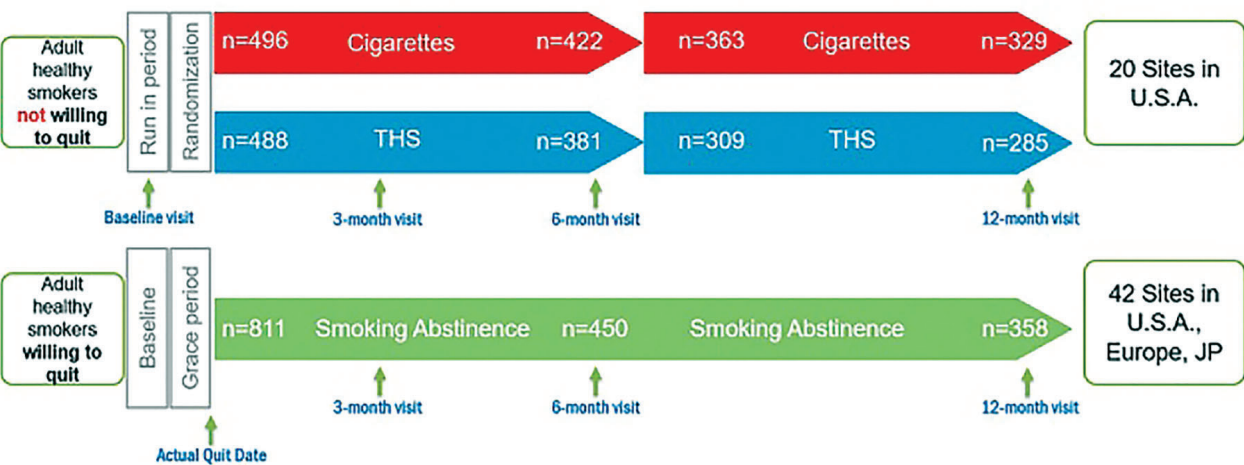 Adult
healthy
smokers
not willing
to quit
Run in period
Randomization
n=496 Cigarettes n=422
n=363 Cigarettes n=329
n=488 THS n=381
n=309 THS n=285
20 Sites in
U.S.A.
Baseline visit
3-month visit
6-month visit
12-month visit
Adult
healthy
smokers
willing to
quit
Baseline
Grace period
n=811 Smoking Abstinence n=450 Smoking Abstinence n=358
42 Sites in
U.S.A.,
Europe, JP
3-month visit
6-month visit
12-month visit
Actual Quit Date